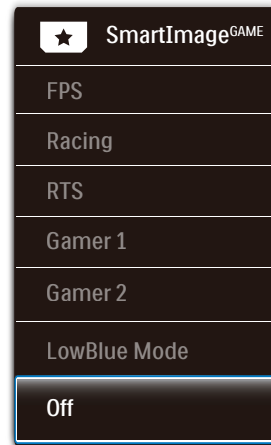 SmartImageGAME
FPS
Racing
RTS
Gamer 1
Gamer 2
LowBlue Mode
Off